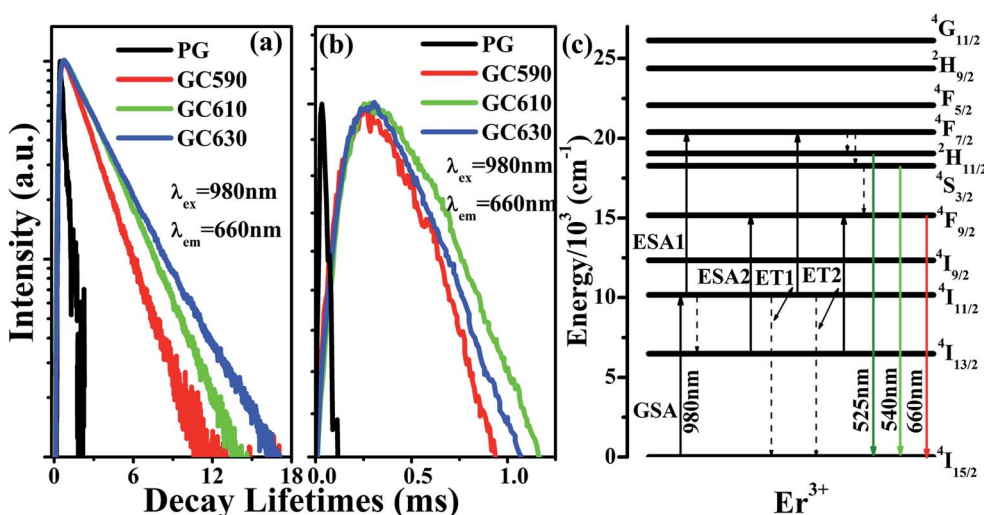 (a)
PG
GC590
GC610
GC630
λex=980nm
λem=660nm
Intensity (a.u.)
0 6 12 18
(b)
PG
GC590
GC610
GC630
λex=980nm
λem=660nm
0.0 0.5 1.0
Decay Lifetimes (ms)
(c)
Energy/10³ (cm⁻¹)
25
20
15
10
5
0
⁴G₁₁/₂
²H₉/₂
⁴F₅/₂
⁴F₇/₂
²H₁₁/₂
⁴S₃/₂
⁴F₉/₂
⁴I₉/₂
⁴I₁₁/₂
⁴I₁₃/₂
⁴I₁₅/₂
ESA1
ESA2
ET1
ET2
GSA
980nm
525nm
540nm
660nm
Er³⁺